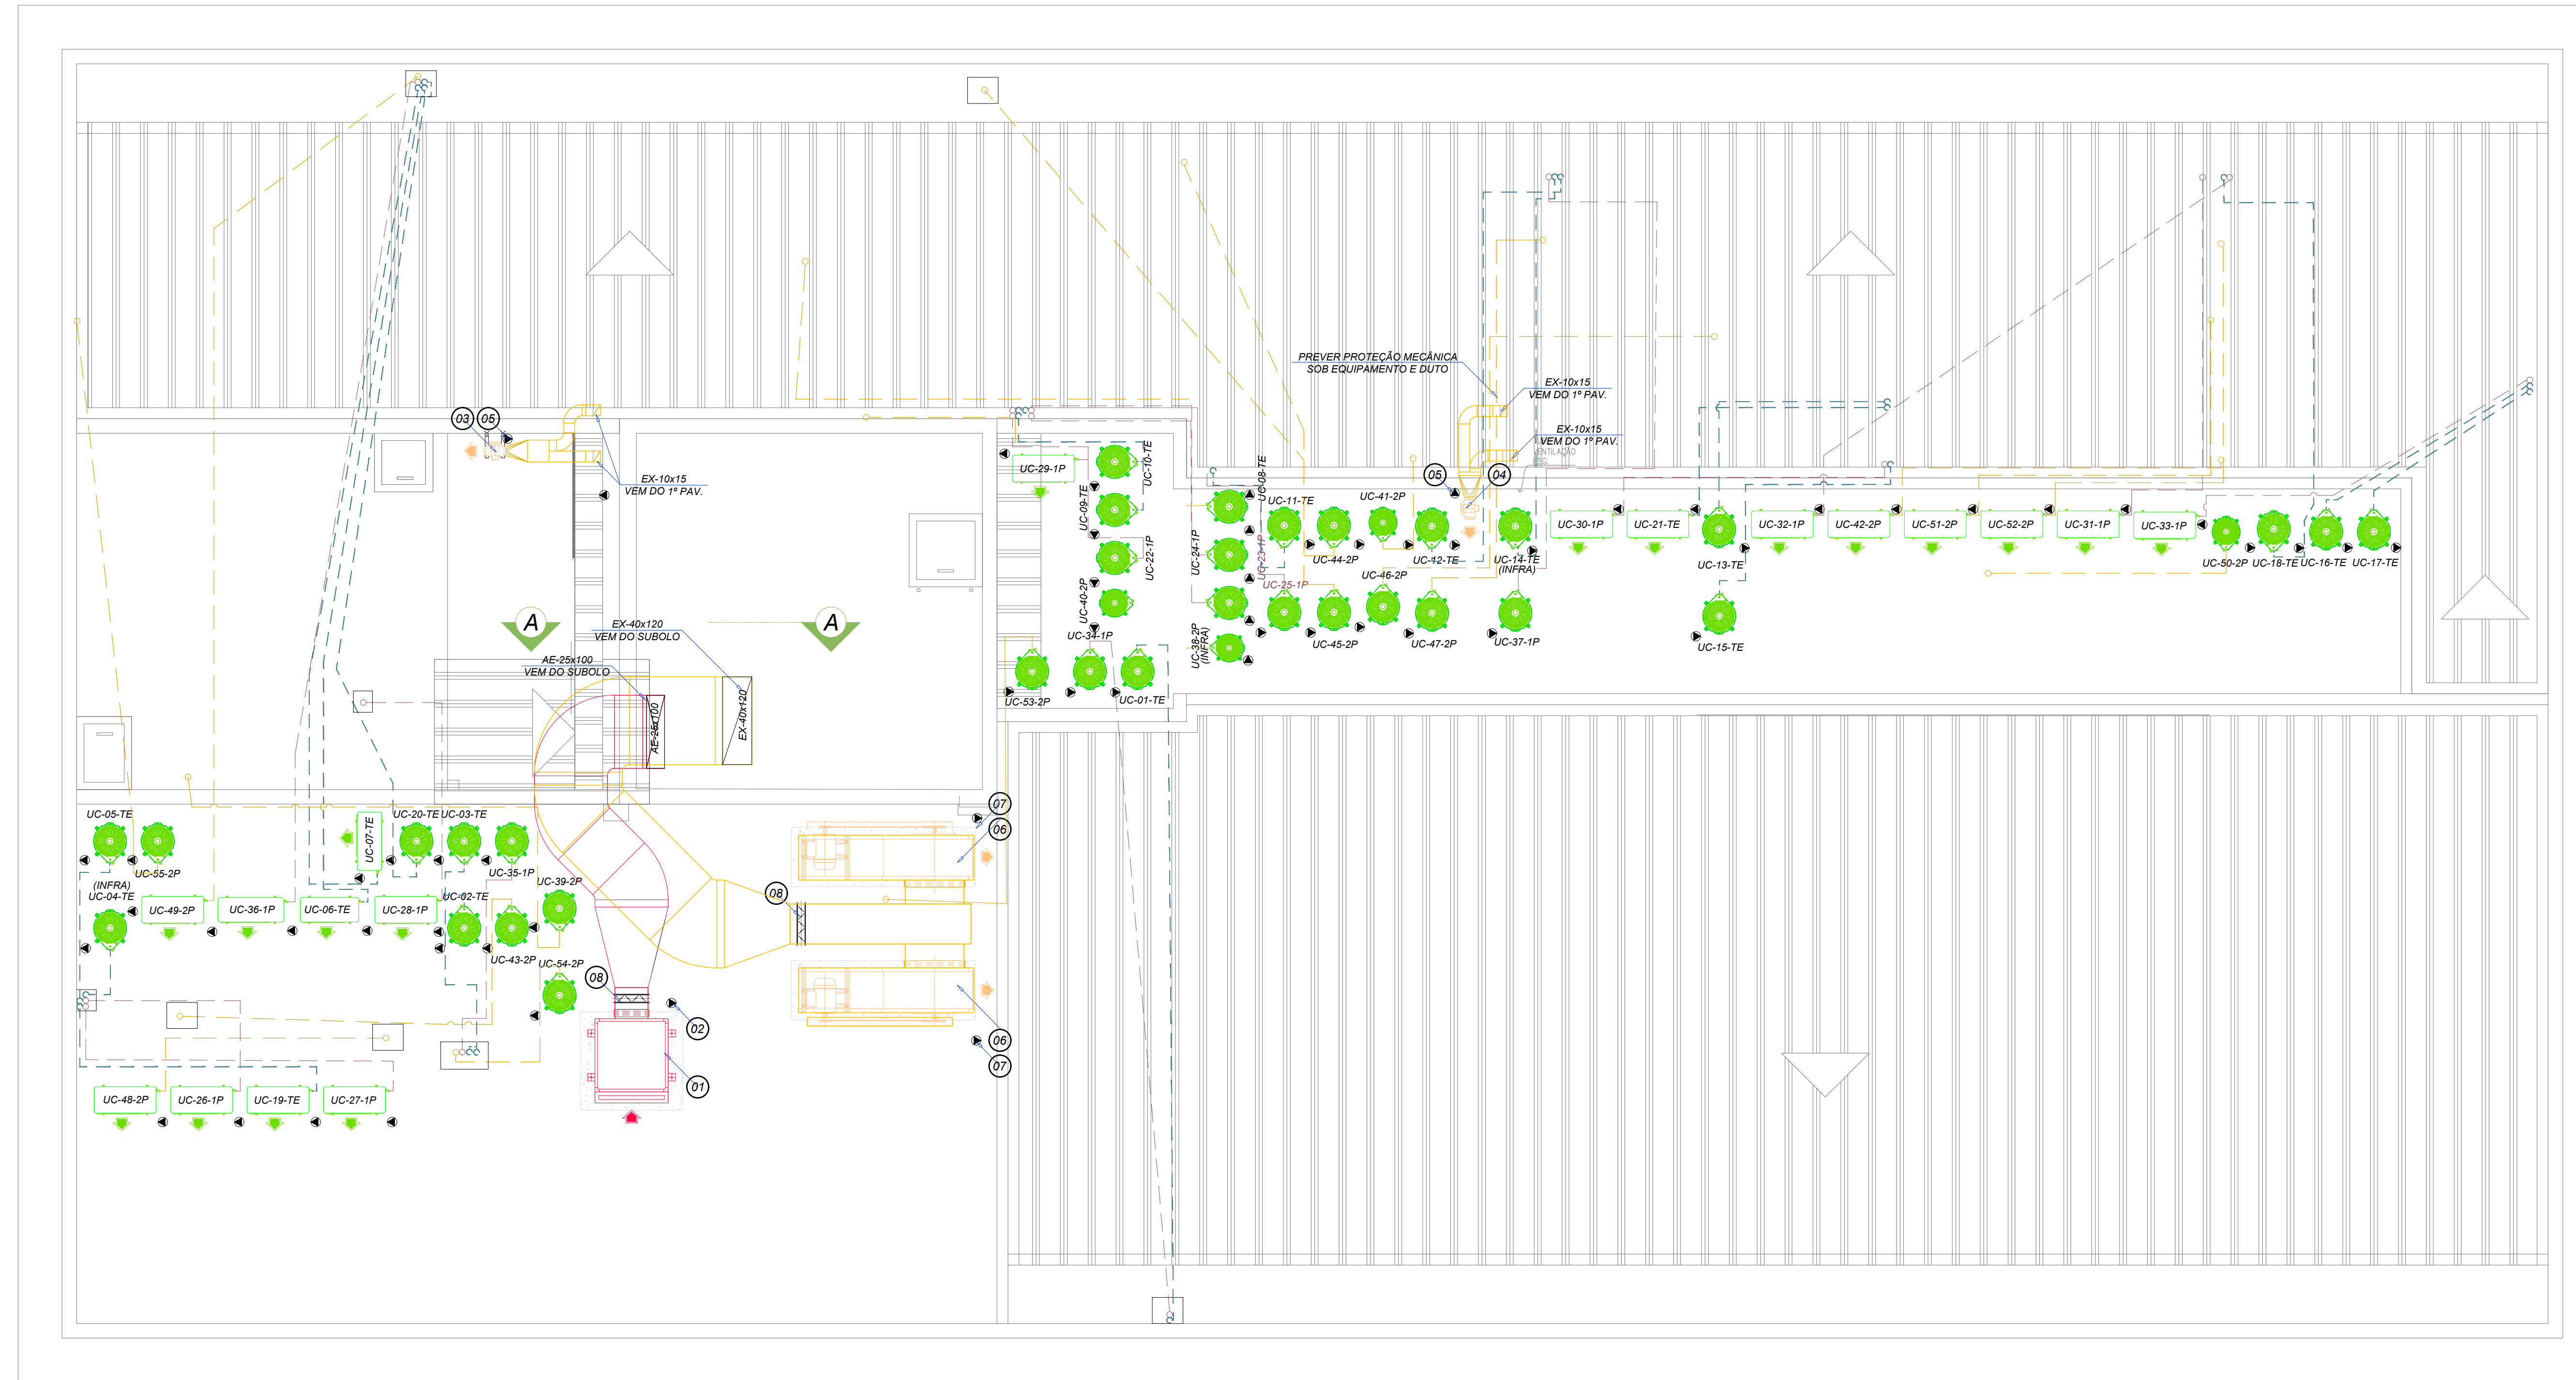 PREVER PROTEÇÃO MECÂNICA
SOB EQUIPAMENTO E DUTO
EX-10x15
VEM DO 1º PAV.
EX-10x15
VEM DO 1º PAV.
VENTILAÇÃO
ESG.
03
05
EX-10x15
VEM DO 1º PAV.
05
04
UC-29-1P
UC-10-TE
UC-09-TE
UC-22-1P
UC-40-2P
UC-34-1P
UC-53-2P
UC-01-TE
UC-08-TE
UC-24-1P
UC-23-1P
UC-38-2P
(INFRA)
UC-11-TE
UC-25-1P
UC-44-2P
UC-45-2P
UC-41-2P
UC-46-2P
UC-12-TE
UC-47-2P
UC-14-TE
(INFRA)
UC-37-1P
UC-30-1P
UC-21-TE
UC-13-TE
UC-15-TE
UC-32-1P
UC-42-2P
UC-51-2P
UC-52-2P
UC-31-1P
UC-33-1P
UC-50-2P
UC-18-TE
UC-16-TE
UC-17-TE
A
A
EX-40x120
VEM DO SUBOLO
AE-25x100
VEM DO SUBOLO
AE-25x100
EX-40x120
UC-05-TE
UC-55-2P
UC-07-TE
UC-20-TE
UC-03-TE
UC-35-1P
UC-39-2P
(INFRA)
UC-04-TE
UC-49-2P
UC-36-1P
UC-06-TE
UC-28-1P
UC-02-TE
UC-43-2P
UC-54-2P
07
06
08
08
02
01
06
07
UC-48-2P
UC-26-1P
UC-19-TE
UC-27-1P